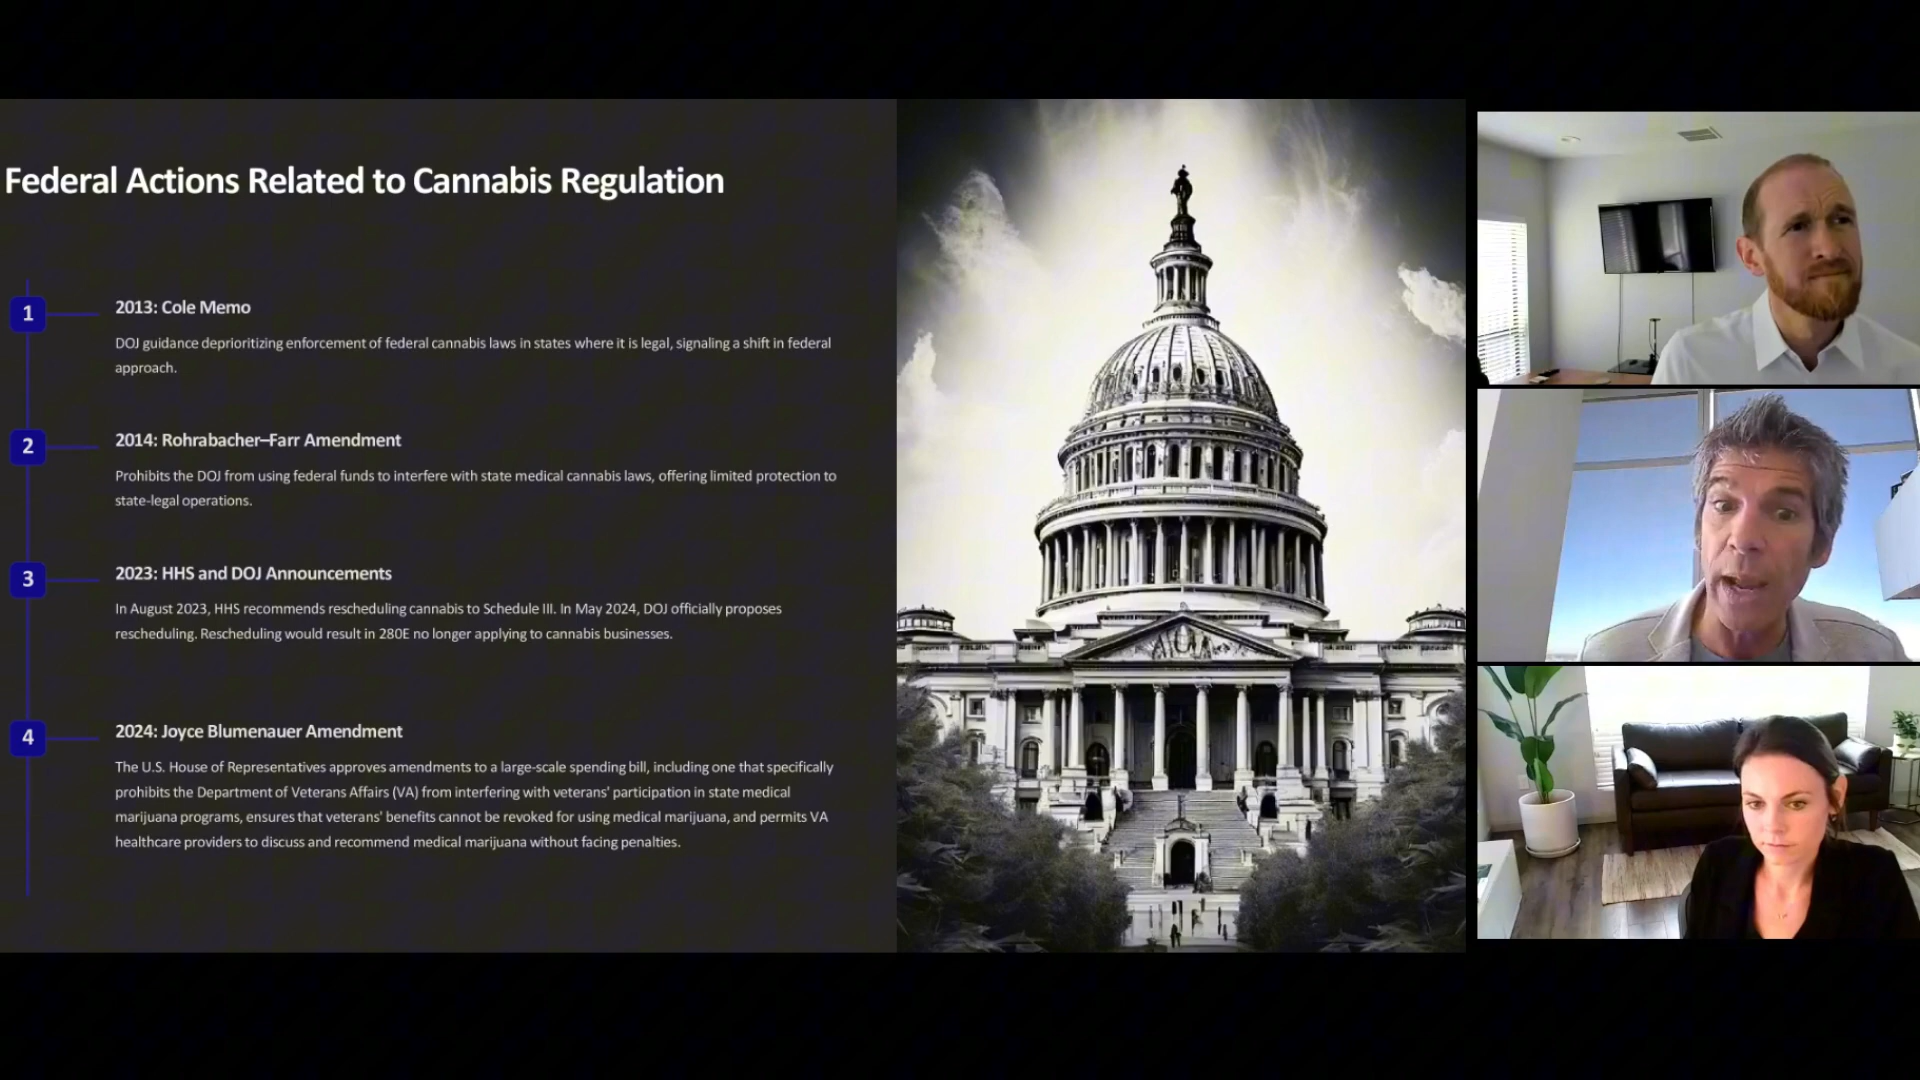 Federal Actions Related to Cannabis Regulation
1
2013: Cole Memo
DOJ guidance deprioritizing enforcement of federal cannabis laws in states where it is legal, signaling a shift in federal
approach.
2
2014: Rohrabacher–Farr Amendment
Prohibits the DOJ from using federal funds to interfere with state medical cannabis laws, offering limited protection to
state-legal operations.
3
2023: HHS and DOJ Announcements
In August 2023, HHS recommends rescheduling cannabis to Schedule III. In May 2024, DOJ officially proposes
rescheduling. Rescheduling would result in 280E no longer applying to cannabis businesses.
4
2024: Joyce Blumenauer Amendment
The U.S. House of Representatives approves amendments to a large-scale spending bill, including one that specifically
prohibits the Department of Veterans Affairs (VA) from interfering with veterans' participation in state medical
marijuana programs, ensures that veterans' benefits cannot be revoked for using medical marijuana, and permits VA
healthcare providers to discuss and recommend medical marijuana without facing penalties.